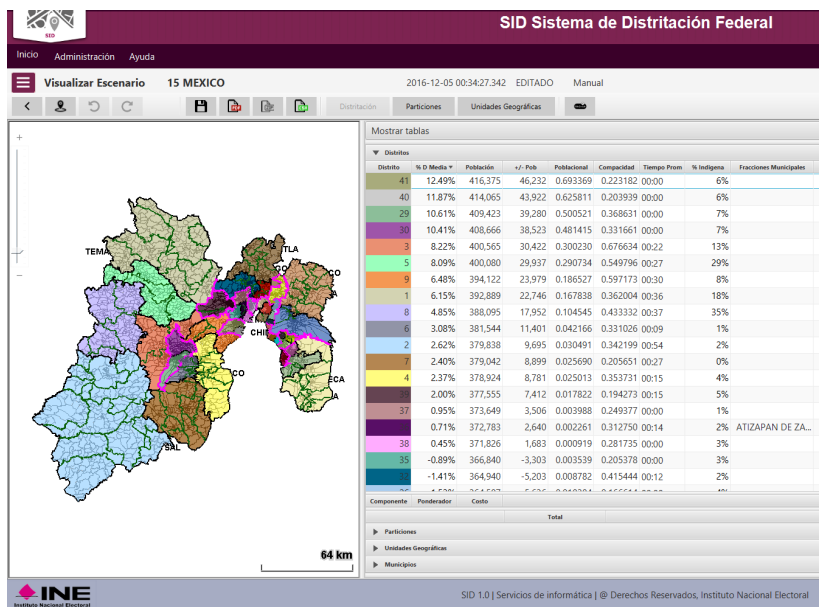 SID
SID Sistema de Distritación Federal
Inicio Administración Ayuda
Visualizar Escenario 15 MEXICO 2016-12-05 00:34:27.342 EDITADO Manual
Distritación Particiones Unidades Geográficas
Mostrar tablas
Distritos
Distrito % D Media Población +/- Pob Poblacional Compacidad Tiempo Prom % Indigena Fracciones Municipales
41 12.49% 416,375 46,232 0.693369 0.223182 00:00 6%
40 11.87% 414,065 43,922 0.625811 0.203939 00:00 6%
29 10.61% 409,423 39,280 0.500521 0.368631 00:00 7%
30 10.41% 408,666 38,523 0.481415 0.331661 00:00 7%
3 8.22% 400,565 30,422 0.300230 0.676634 00:22 13%
5 8.09% 400,080 29,937 0.290734 0.549796 00:27 29%
9 6.48% 394,122 23,979 0.186527 0.597173 00:30 8%
1 6.15% 392,889 22,746 0.167838 0.362004 00:36 18%
8 4.85% 388,095 17,952 0.104545 0.433332 00:37 35%
6 3.08% 381,544 11,401 0.042166 0.331026 00:09 1%
2 2.62% 379,838 9,695 0.030491 0.342199 00:54 2%
7 2.40% 379,042 8,899 0.025690 0.205651 00:27 0%
4 2.37% 378,924 8,781 0.025013 0.353731 00:15 4%
39 2.00% 377,555 7,412 0.017822 0.194273 00:15 5%
37 0.95% 373,649 3,506 0.003988 0.249377 00:00 1%
0.71% 372,783 2,640 0.002261 0.312750 00:14 2% ATIZAPAN DE ZA...
38 0.45% 371,826 1,683 0.000919 0.281735 00:00 3%
35 -0.89% 366,840 -3,303 0.003539 0.205378 00:00 3%
-1.41% 364,940 -5,203 0.008782 0.415444 00:12 2%
Componente Ponderador Costo
Total
Particiones
Unidades Geográficas
Municipios
TEMA
TLA
CO
A
CHI
CO
ECA
A
SAL
64 km
INE
Instituto Nacional Electoral
SID 1.0 | Servicios de informática | @ Derechos Reservados, Instituto Nacional Electoral